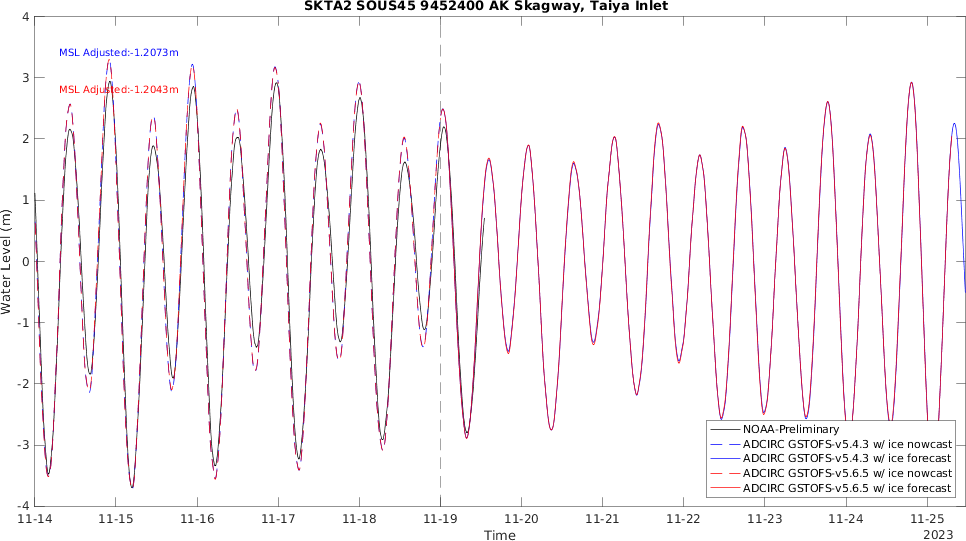 SKTA2 SOUS45 9452400 AK Skagway, Taiya Inlet
MSL Adjusted:-1.2073m
MSL Adjusted:-1.2043m
Water Level (m)
4
3
2
1
0
-1
-2
-3
-4
NOAA-Preliminary
ADCIRC GSTOFS-v5.4.3 w/ ice nowcast
ADCIRC GSTOFS-v5.4.3 w/ ice forecast
ADCIRC GSTOFS-v5.6.5 w/ ice nowcast
ADCIRC GSTOFS-v5.6.5 w/ ice forecast
11-14 11-15 11-16 11-17 11-18 11-19 11-20 11-21 11-22 11-23 11-24 11-25
Time
2023